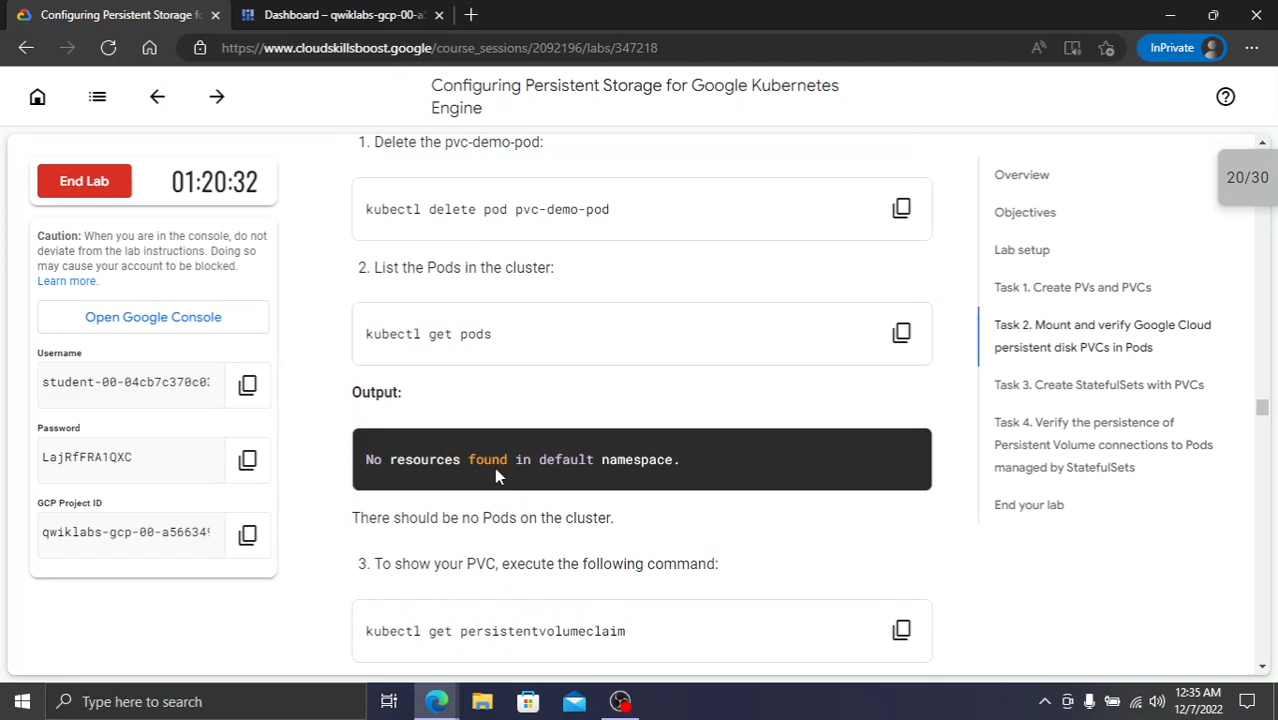 Configuring Persistent Storage f
Dashboard – qwiklabs-gcp-00-a5
https://www.cloudskillsboost.google/course_sessions/2092196/labs/347218
InPrivate
Configuring Persistent Storage for Google Kubernetes
Engine
End Lab
01:20:32
Caution: When you are in the console, do not
deviate from the lab instructions. Doing so
may cause your account to be blocked.
Learn more.
Open Google Console
Username
student-00-04cb7c370c03
Password
LajRfFRA1QXC
GCP Project ID
qwiklabs-gcp-00-a566349
1. Delete the pvc-demo-pod:
kubectl delete pod pvc-demo-pod
2. List the Pods in the cluster:
kubectl get pods
Output:
No resources found in default namespace.
There should be no Pods on the cluster.
3. To show your PVC, execute the following command:
kubectl get persistentvolumeclaim
Overview
Objectives
Lab setup
Task 1. Create PVs and PVCs
Task 2. Mount and verify Google Cloud
persistent disk PVCs in Pods
Task 3. Create StatefulSets with PVCs
Task 4. Verify the persistence of
Persistent Volume connections to Pods
managed by StatefulSets
End your lab
20/30
Type here to search
12:35 AM
12/7/2022